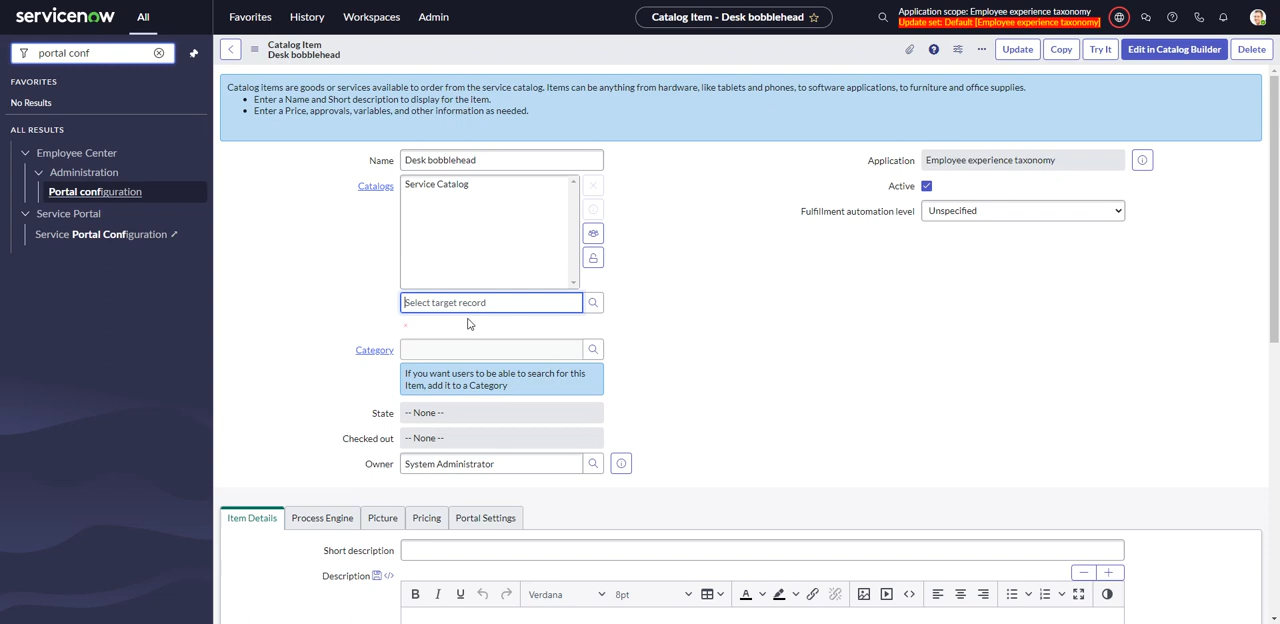 servicenow
All
Favorites
History
Workspaces
Admin
Catalog Item - Desk bobblehead
Application scope: Employee experience taxonomy
Update set: Default [Employee experience taxonomy]
portal conf
Catalog Item
Desk bobblehead
Update
Copy
Try It
Edit in Catalog Builder
Delete
FAVORITES
No Results
ALL RESULTS
Employee Center
Administration
Portal configuration
Service Portal
Service Portal Configuration
Catalog items are goods or services available to order from the service catalog. Items can be anything from hardware, like tablets and phones, to software applications, to furniture and office supplies.
• Enter a Name and Short description to display for the item.
• Enter a Price, approvals, variables, and other information as needed.
Name
Desk bobblehead
Application
Employee experience taxonomy
Catalogs
Service Catalog
Active
Fulfillment automation level
Unspecified
Select target record
Category
If you want users to be able to search for this
Item, add it to a Category
State
-- None --
Checked out
-- None --
Owner
System Administrator
Item Details
Process Engine
Picture
Pricing
Portal Settings
Short description
Description
B
I
U
Verdana
8pt
A